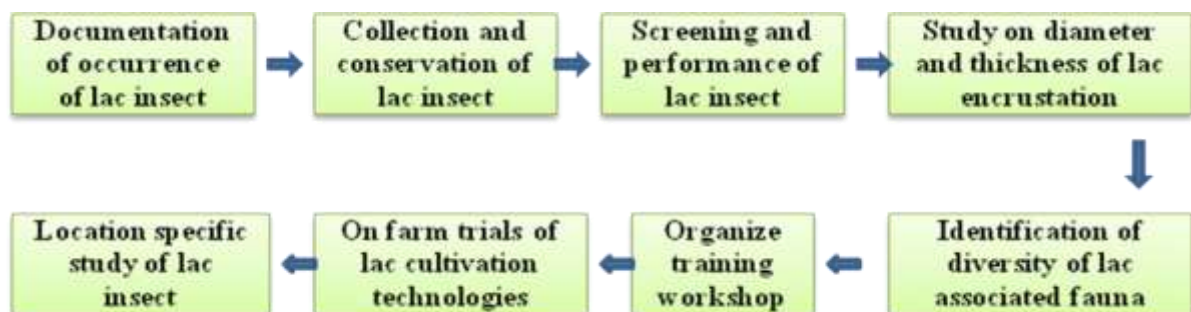 Documentation
of occurrence
of lac insect
Collection and
conservation of
lac insect
Screening and
performance of
lac insect
Study on diameter
and thickness of lac
encrustation
Identification of
diversity of lac
associated fauna
Organize
training
workshop
On farm trials of
lac cultivation
technologies
Location specific
study of lac
insect